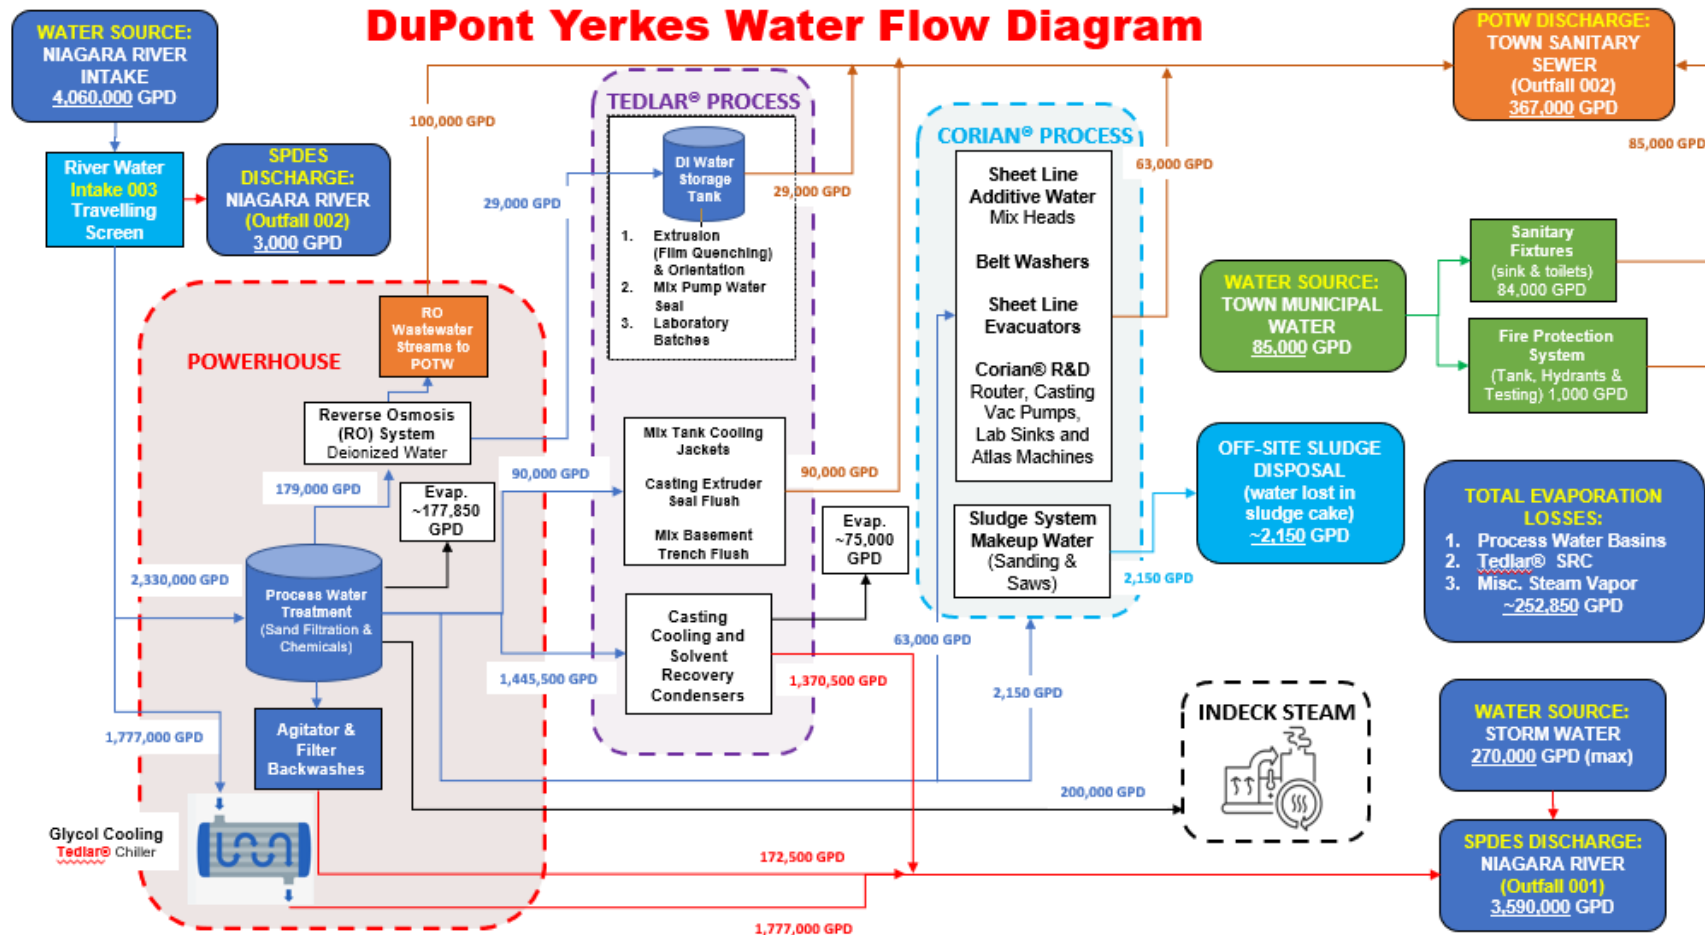 DuPont Yerkes Water Flow Diagram
WATER SOURCE:
NIAGARA RIVER
INTAKE
4,060,000 GPD
River Water
Intake 003
Travelling
Screen
SPDES
DISCHARGE:
NIAGARA RIVER
(Outfall 002)
3,000 GPD
100,000 GPD
POWERHOUSE
RO
Wastewater
Streams to
POTW
Reverse Osmosis
(RO) System
Deionized Water
179,000 GPD
Evap.
~177,850
GPD
2,330,000 GPD
Process Water
Treatment
(Sand Filtration &
Chemicals)
Agitator &
Filter
Backwashes
1,777,000 GPD
Glycol Cooling
Tedlar® Chiller
29,000 GPD
90,000 GPD
1,445,500 GPD
TEDLAR® PROCESS
DI Water
Storage
Tank
1. Extrusion
(Film Quenching)
& Orientation
2. Mix Pump Water
Seal
3. Laboratory
Batches
29,000 GPD
Mix Tank Cooling
Jackets
Casting Extruder
Seal Flush
Mix Basement
Trench Flush
90,000 GPD
Evap.
~75,000
GPD
Casting
Cooling and
Solvent
Recovery
Condensers
1,370,500 GPD
CORIAN® PROCESS
Sheet Line
Additive Water
Mix Heads
Belt Washers
Sheet Line
Evacuators
Corian® R&D
Router, Casting
Vac Pumps,
Lab Sinks and
Atlas Machines
63,000 GPD
Sludge System
Makeup Water
(Sanding &
Saws)
2,150 GPD
63,000 GPD
2,150 GPD
200,000 GPD
172,500 GPD
1,777,000 GPD
INDECK STEAM
POTW DISCHARGE:
TOWN SANITARY
SEWER
(Outfall 002)
367,000 GPD
85,000 GPD
WATER SOURCE:
TOWN MUNICIPAL
WATER
85,000 GPD
Sanitary
Fixtures
(sink & toilets)
84,000 GPD
Fire Protection
System
(Tank, Hydrants &
Testing) 1,000 GPD
OFF-SITE SLUDGE
DISPOSAL
(water lost in
sludge cake)
~2,150 GPD
TOTAL EVAPORATION
LOSSES:
1. Process Water Basins
2. Tedlar® SRC
3. Misc. Steam Vapor
~252,850 GPD
WATER SOURCE:
STORM WATER
270,000 GPD (max)
SPDES DISCHARGE:
NIAGARA RIVER
(Outfall 001)
3,590,000 GPD